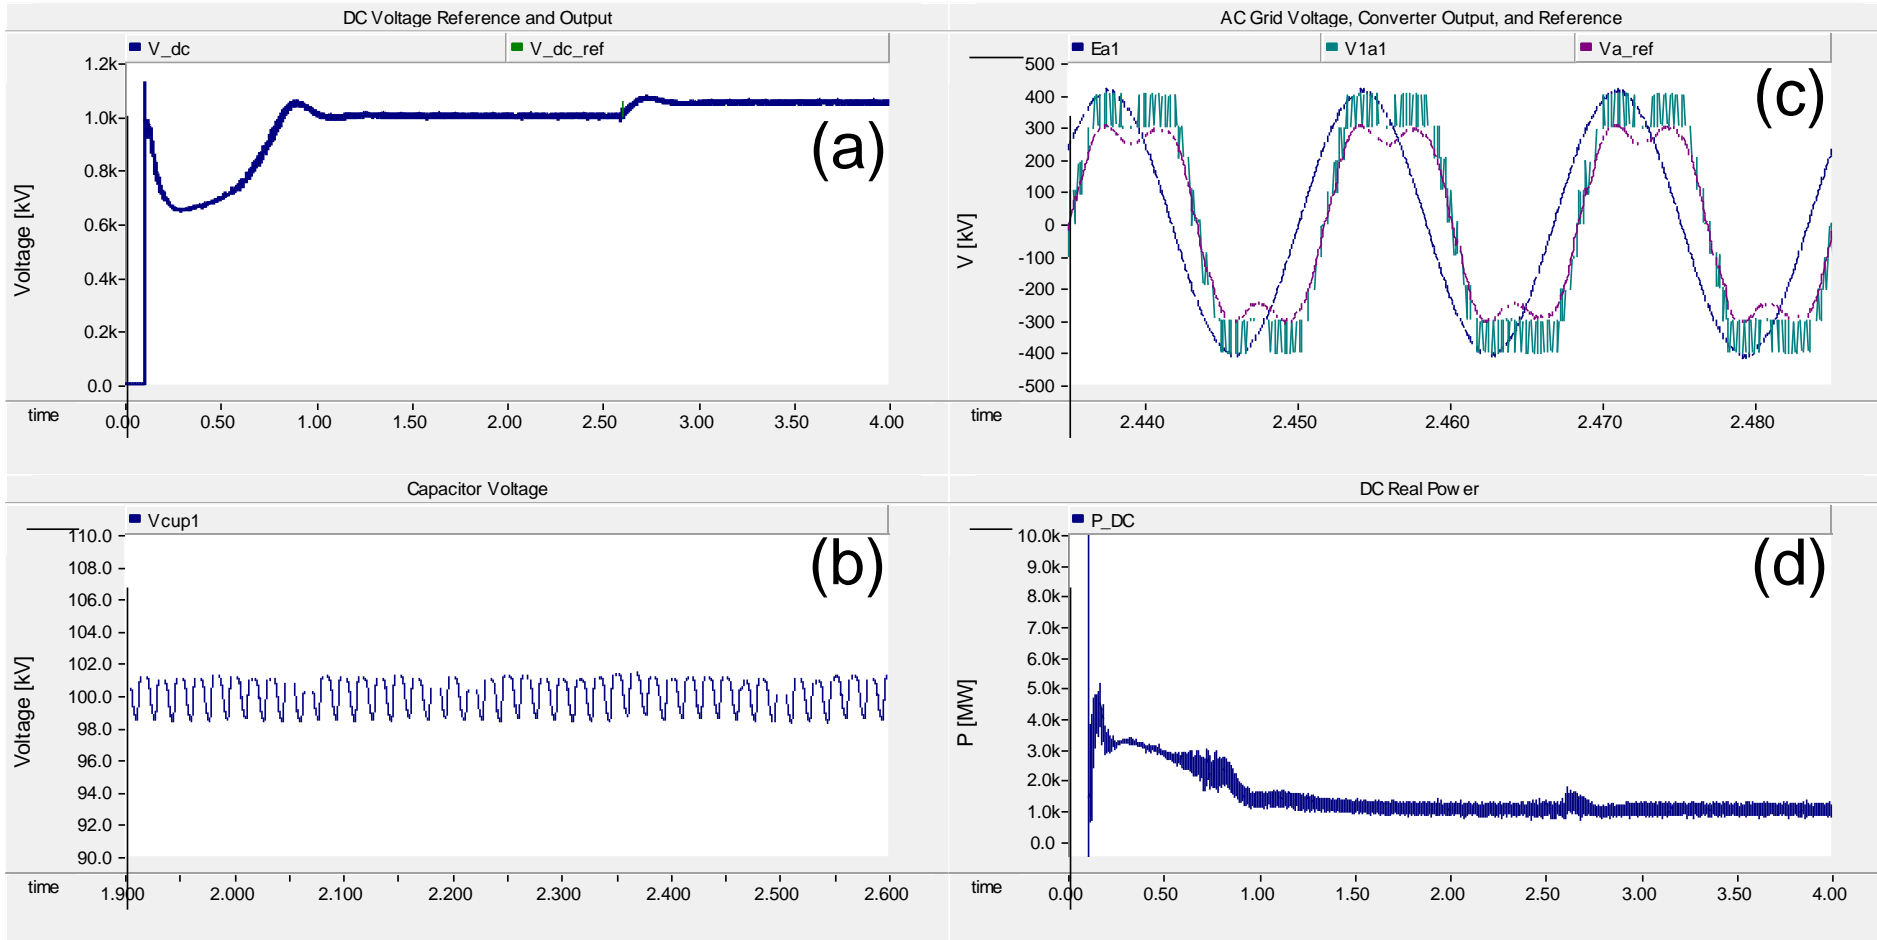 DC Voltage Reference and Output
V_dc
V_dc_ref
Voltage [kV]
1.2k
1.0k
0.8k
0.6k
0.4k
0.2k
0.0
(a)
time
0.00 0.50 1.00 1.50 2.00 2.50 3.00 3.50 4.00
AC Grid Voltage, Converter Output, and Reference
Ea1
V1a1
Va_ref
V [kV]
500
400
300
200
100
0
-100
-200
-300
-400
-500
(c)
time
2.440 2.450 2.460 2.470 2.480
Capacitor Voltage
Vcup1
Voltage [kV]
110.0
108.0
106.0
104.0
102.0
100.0
98.0
96.0
94.0
92.0
90.0
(b)
time
1.900 2.000 2.100 2.200 2.300 2.400 2.500 2.600
DC Real Power
P_DC
P [MW]
10.0k
9.0k
8.0k
7.0k
6.0k
5.0k
4.0k
3.0k
2.0k
1.0k
0.0
(d)
time
0.00 0.50 1.00 1.50 2.00 2.50 3.00 3.50 4.00